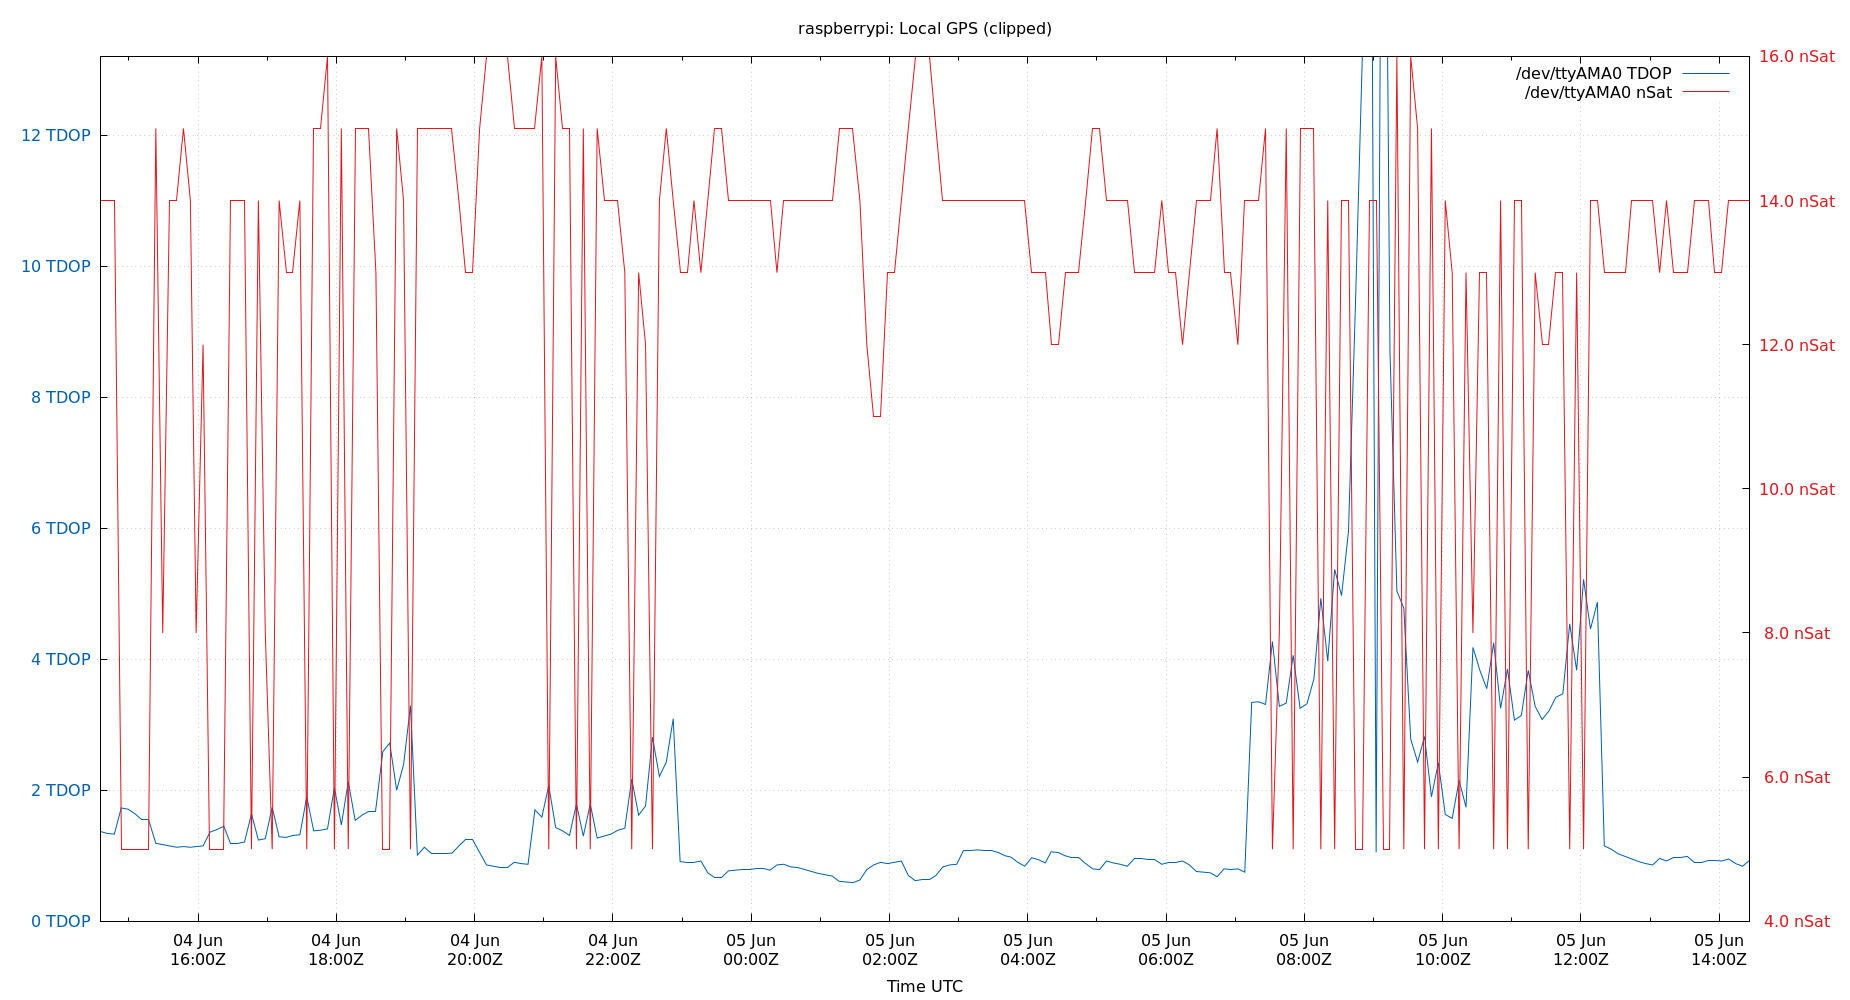 raspberrypi: Local GPS (clipped)
16.0 nSat
/dev/ttyAMA0 TDOP
/dev/ttyAMA0 nSat
12 TDOP
14.0 nSat
10 TDOP
12.0 nSat
8 TDOP
10.0 nSat
6 TDOP
8.0 nSat
4 TDOP
6.0 nSat
2 TDOP
0 TDOP
4.0 nSat
04 Jun 04 Jun 04 Jun 04 Jun 05 Jun 05 Jun 05 Jun 05 Jun 05 Jun 05 Jun 05 Jun 05 Jun
16:00Z 18:00Z 20:00Z 22:00Z 00:00Z 02:00Z 04:00Z 06:00Z 08:00Z 10:00Z 12:00Z 14:00Z
Time UTC